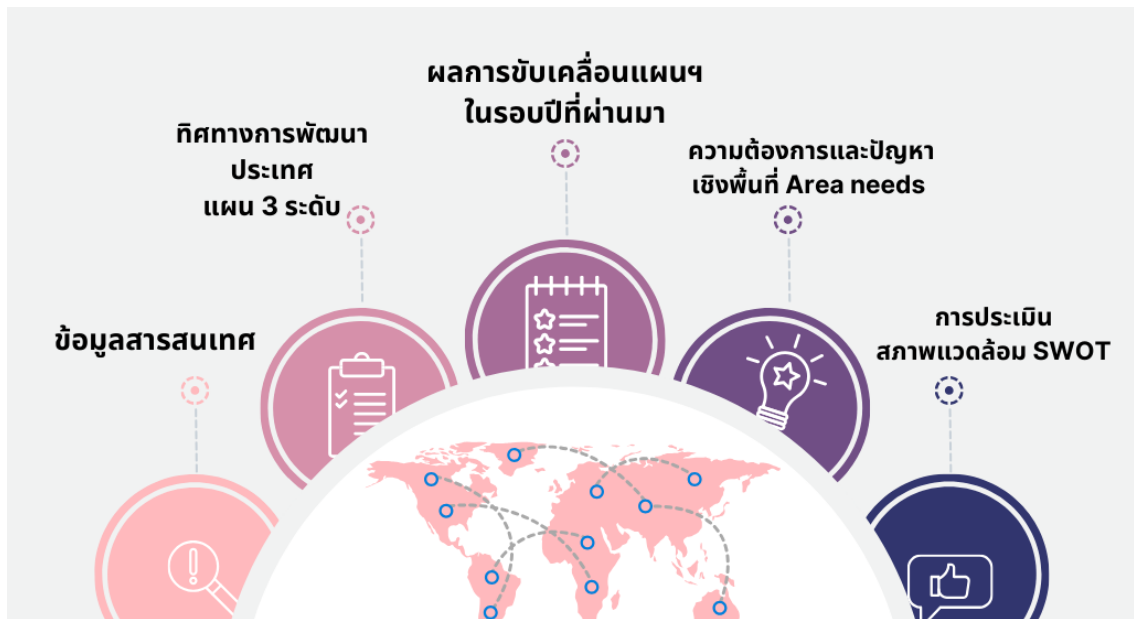 ผลการขับเคลื่อนแผนฯ
ในรอบปีที่ผ่านมา
ทิศทางการพัฒนา
ประเทศ
แผน 3 ระดับ
ความต้องการและปัญหา
เชิงพื้นที่ Area needs
ข้อมูลสารสนเทศ
การประเมิน
สภาพแวดล้อม SWOT